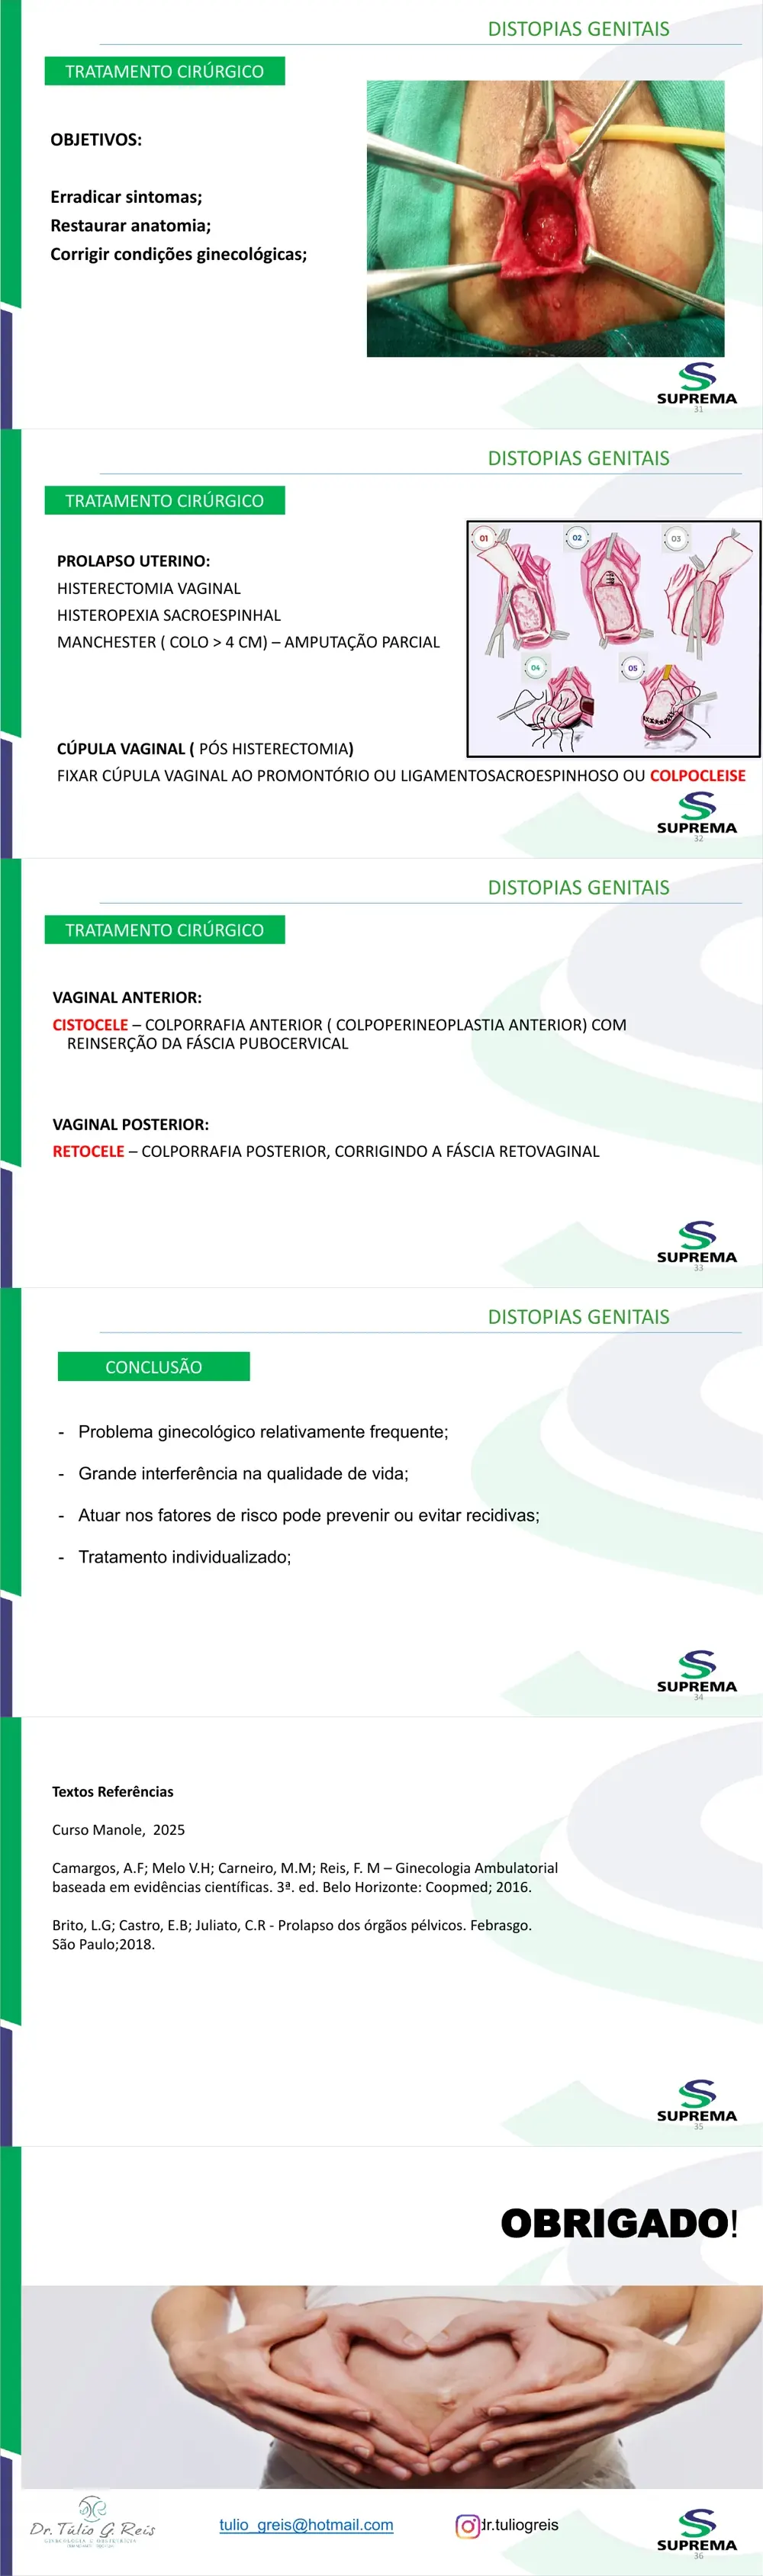 DISTOPIAS GENITAIS
TRATAMENTO CIRÚRGICO
OBJETIVOS:
Erradicar sintomas;
Restaurar anatomia;
Corrigir condições ginecológicas;
SUPREMA
31
DISTOPIAS GENITAIS
TRATAMENTO CIRÚRGICO
01
02
03
04
05
PROLAPSO UTERINO:
HISTERECTOMIA VAGINAL
HISTEROPEXIA SACROESPINHAL
MANCHESTER ( COLO > 4 CM) – AMPUTAÇÃO PARCIAL
CÚPULA VAGINAL ( PÓS HISTERECTOMIA)
FIXAR CÚPULA VAGINAL AO PROMONTÓRIO OU LIGAMENTOSACROESPINHOSO OU COLPOCLEISE
SUPREMA
32
DISTOPIAS GENITAIS
TRATAMENTO CIRÚRGICO
VAGINAL ANTERIOR:
CISTOCELE – COLPORRAFIA ANTERIOR ( COLPOPERINEOPLASTIA ANTERIOR) COM
REINSERÇÃO DA FÁSCIA PUBOCERVICAL
VAGINAL POSTERIOR:
RETOCELE – COLPORRAFIA POSTERIOR, CORRIGINDO A FÁSCIA RETOVAGINAL
SUPREMA
33
DISTOPIAS GENITAIS
CONCLUSÃO
- Problema ginecológico relativamente frequente;
- Grande interferência na qualidade de vida;
- Atuar nos fatores de risco pode prevenir ou evitar recidivas;
- Tratamento individualizado;
SUPREMA
34
Textos Referências
Curso Manole, 2025
Camargos, A.F; Melo V.H; Carneiro, M.M; Reis, F. M – Ginecologia Ambulatorial
baseada em evidências científicas. 3ª. ed. Belo Horizonte: Coopmed; 2016.
Brito, L.G; Castro, E.B; Juliato, C.R - Prolapso dos órgãos pélvicos. Febrasgo.
São Paulo;2018.
SUPREMA
35
OBRIGADO!
Dr. Túlio G. Reis
GINECOLOGIA E OBSTETRÍCIA
tulio_greis@hotmail.com
dr.tuliogreis
SUPREMA
36